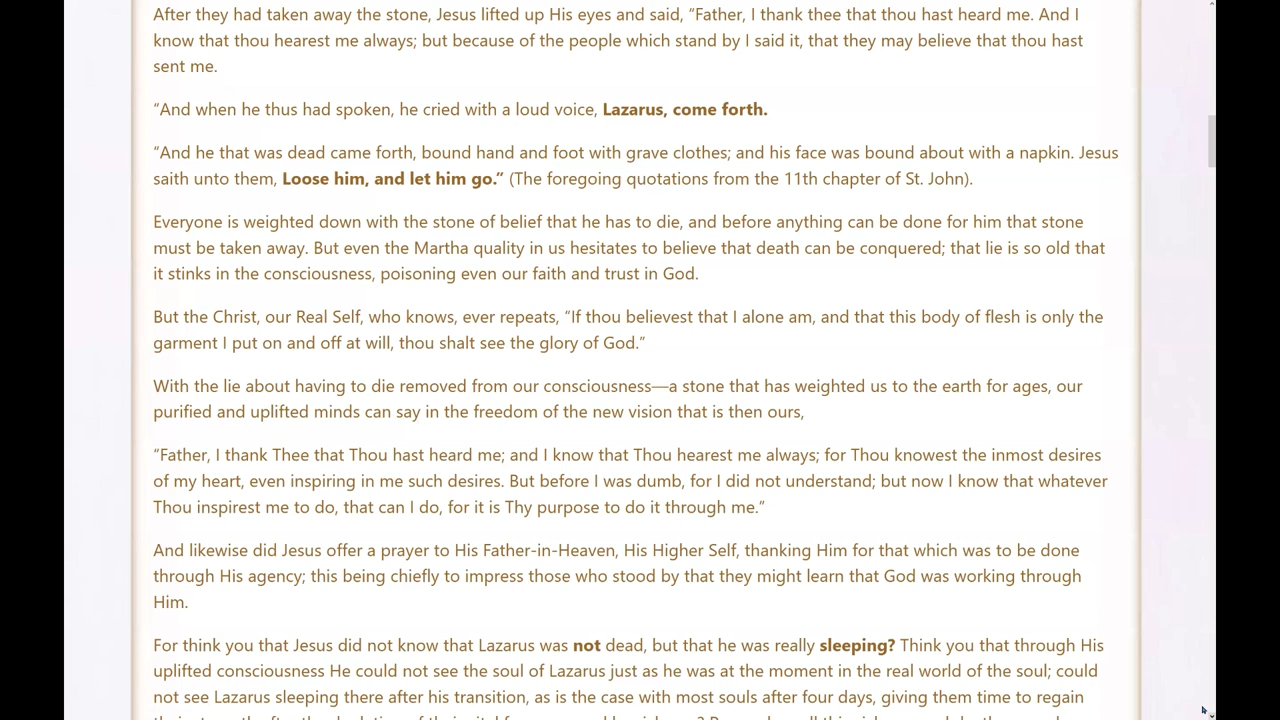 After they had taken away the stone, Jesus lifted up His eyes and said, “Father, I thank thee that thou hast heard me. And I
know that thou hearest me always; but because of the people which stand by I said it, that they may believe that thou hast
sent me.
“And when he thus had spoken, he cried with a loud voice, Lazarus, come forth.
“And he that was dead came forth, bound hand and foot with grave clothes; and his face was bound about with a napkin. Jesus
saith unto them, Loose him, and let him go.” (The foregoing quotations from the 11th chapter of St. John).
Everyone is weighted down with the stone of belief that he has to die, and before anything can be done for him that stone
must be taken away. But even the Martha quality in us hesitates to believe that death can be conquered; that lie is so old that
it stinks in the consciousness, poisoning even our faith and trust in God.
But the Christ, our Real Self, who knows, ever repeats, “If thou believest that I alone am, and that this body of flesh is only the
garment I put on and off at will, thou shalt see the glory of God.”
With the lie about having to die removed from our consciousness—a stone that has weighted us to the earth for ages, our
purified and uplifted minds can say in the freedom of the new vision that is then ours,
“Father, I thank Thee that Thou hast heard me; and I know that Thou hearest me always; for Thou knowest the inmost desires
of my heart, even inspiring in me such desires. But before I was dumb, for I did not understand; but now I know that whatever
Thou inspirest me to do, that can I do, for it is Thy purpose to do it through me.”
And likewise did Jesus offer a prayer to His Father-in-Heaven, His Higher Self, thanking Him for that which was to be done
through His agency; this being chiefly to impress those who stood by that they might learn that God was working through
Him.
For think you that Jesus did not know that Lazarus was not dead, but that he was really sleeping? Think you that through His
uplifted consciousness He could not see the soul of Lazarus just as he was at the moment in the real world of the soul; could
not see Lazarus sleeping there after his transition, as is the case with most souls after four days, giving them time to regain